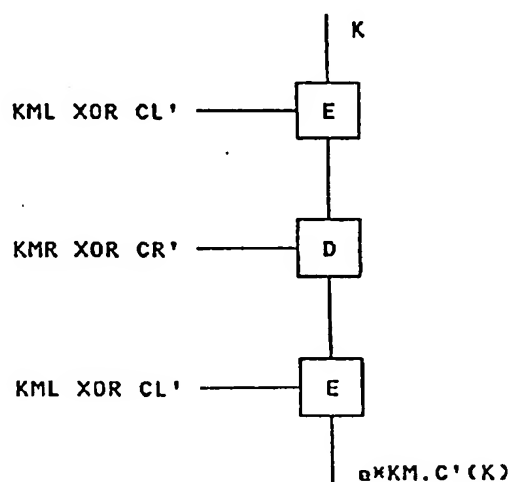 K
KML XOR CL' E
KMR XOR CR' D
KML XOR CL' E
e*KM.C'(K)